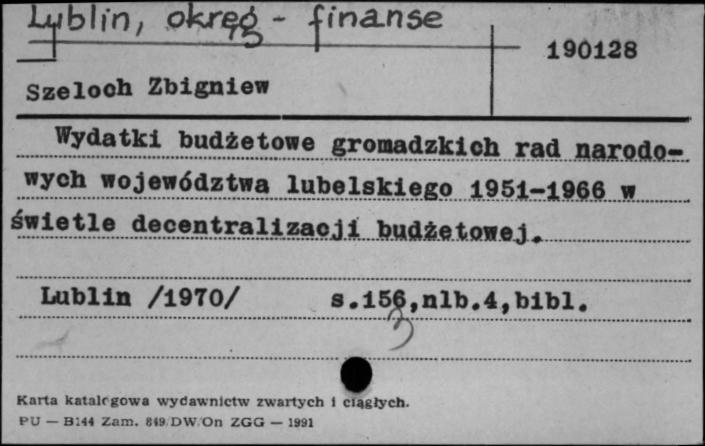 Lublin, okręg - finanse
190128
Szeloch Zbigniew
Wydatki budżetowe gromadzkich rad narodo-
wych województwa lubelskiego 1951-1966 w
świetle decentralizacji budżetowej.
Lublin /1970/ s.156,nlb.4,bibl.
3
Karta katalogowa wydawnictw zwartych i ciągłych.
PU — B144 Zam. 849/DW/On ZGG — 1991